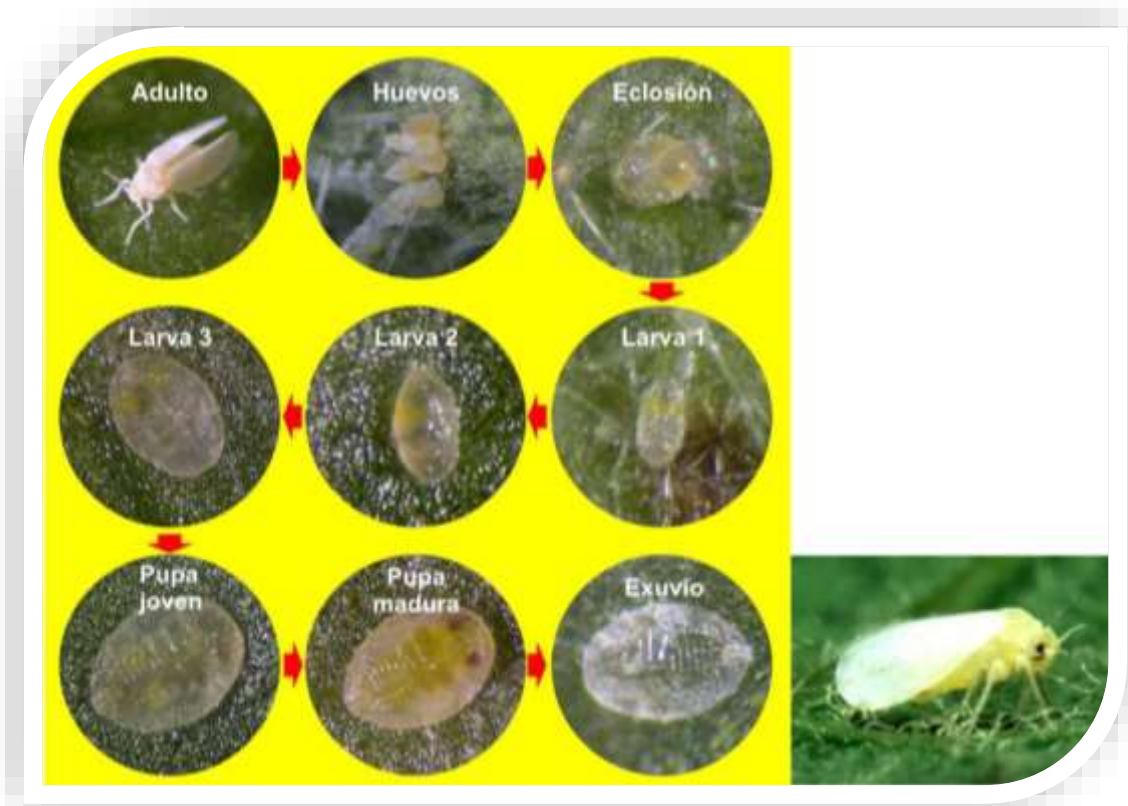 Adulto
Huevos
Eclosión
Larva 3
Larva 2
Larva 1
Pupa
joven
Pupa
madura
Exuvio